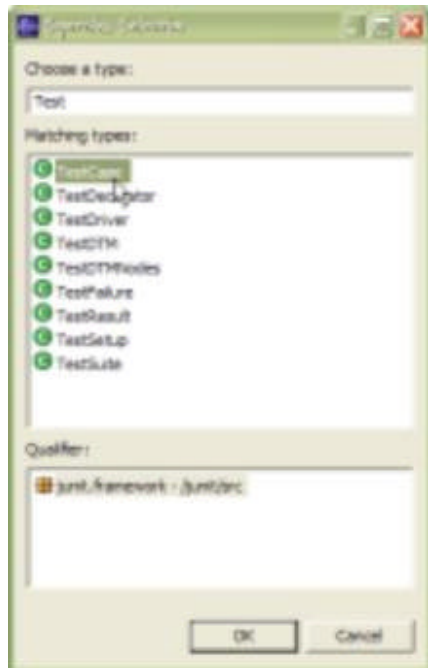 Choose a type:
Test
Matching types:
TestCase
TestDecorator
TestDriver
TestDTM
TestDTMNodes
TestFailure
TestResult
TestSetup
TestSuite
Qualifier:
junit.framework - /junit/src
OK
Cancel